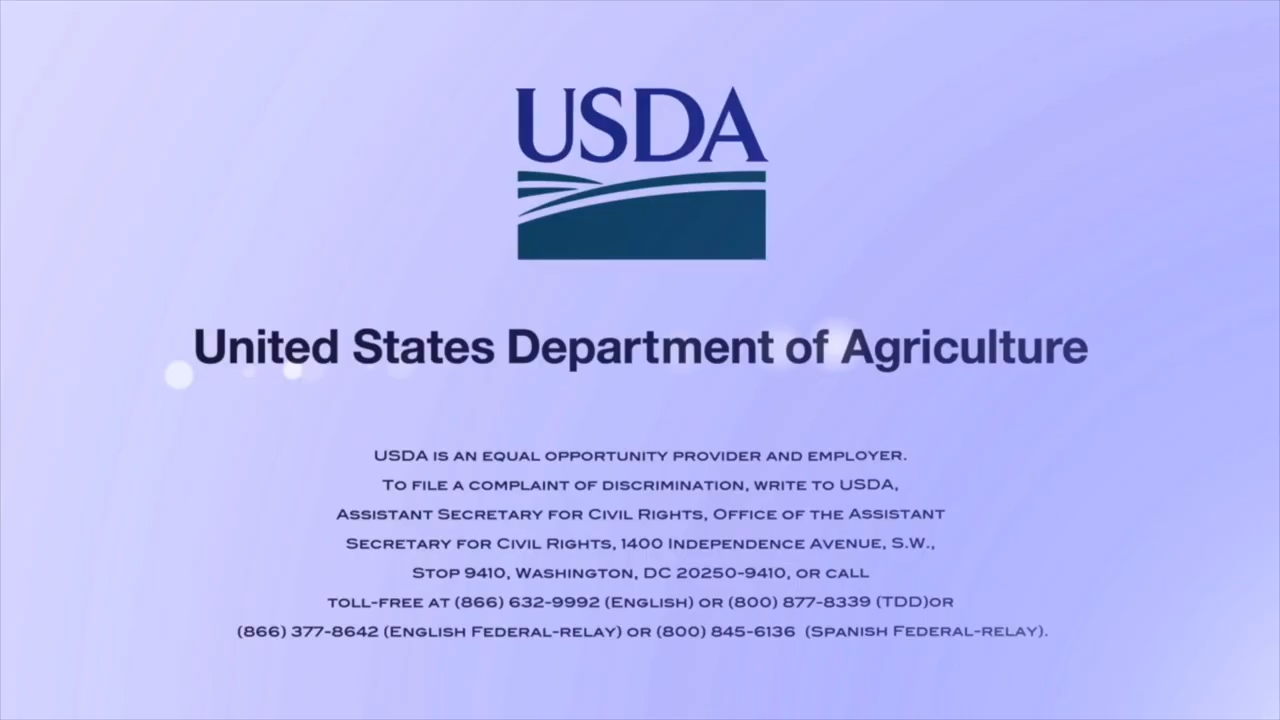 USDA
United States Department of Agriculture
USDA IS AN EQUAL OPPORTUNITY PROVIDER AND EMPLOYER.
TO FILE A COMPLAINT OF DISCRIMINATION, WRITE TO USDA,
ASSISTANT SECRETARY FOR CIVIL RIGHTS, OFFICE OF THE ASSISTANT
SECRETARY FOR CIVIL RIGHTS, 1400 INDEPENDENCE AVENUE, S.W.,
STOP 9410, WASHINGTON, DC 20250-9410, OR CALL
TOLL-FREE AT (866) 632-9992 (ENGLISH) OR (800) 877-8339 (TDD)OR
(866) 377-8642 (ENGLISH FEDERAL-RELAY) OR (800) 845-6136 (SPANISH FEDERAL-RELAY).